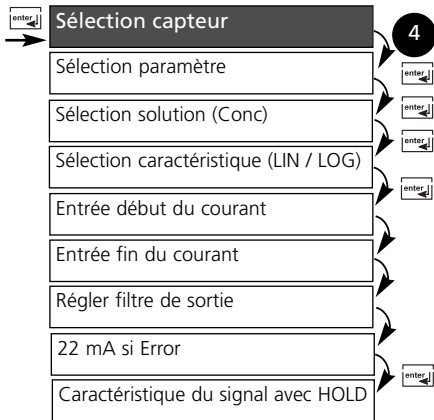 enter
Sélection capteur
4
Sélection paramètre
enter
Sélection solution (Conc)
enter
Sélection caractéristique (LIN / LOG)
enter
Entrée début du courant
enter
Entrée fin du courant
Régler filtre de sortie
22 mA si Error
Caractéristique du signal avec HOLD
enter